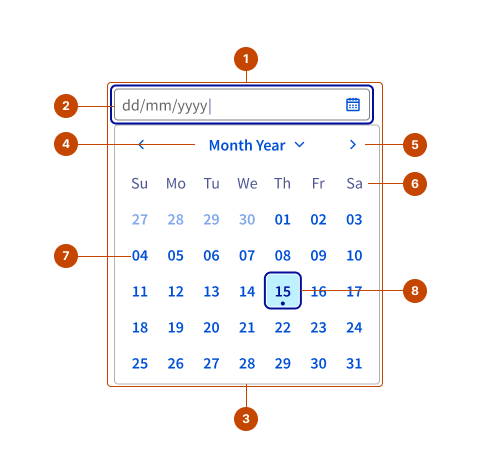 1
2 dd/mm/yyyy
4 Month Year 5
Su Mo Tu We Th Fr Sa 6
27 28 29 30 01 02 03
7 04 05 06 07 08 09 10
11 12 13 14 15 16 17 8
18 19 20 21 22 23 24
25 26 27 28 29 30 31
3